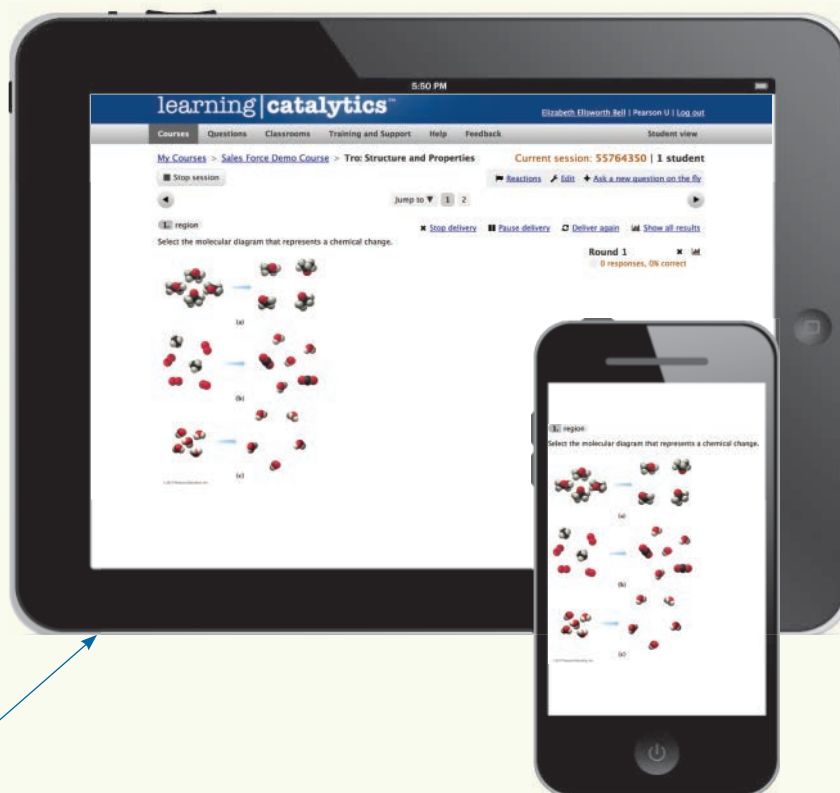 5:50 PM
learning|catalytics™
Elizabeth Ellsworth Bell | Pearson U | Log out
Courses Questions Classrooms Training and Support Help Feedback Student view
My Courses > Sales Force Demo Course > Tro: Structure and Properties
Current session: 55764350 | 1 student
Stop session
Reactions Edit Ask a new question on the fly
Jump to ▼ 1 2
1. region
Stop delivery Pause delivery Deliver again Show all results
Select the molecular diagram that represents a chemical change.
Round 1
0 responses, 0% correct
(a)
(b)
(c)
1. region
Select the molecular diagram that represents a chemical change.
(a)
(b)
(c)